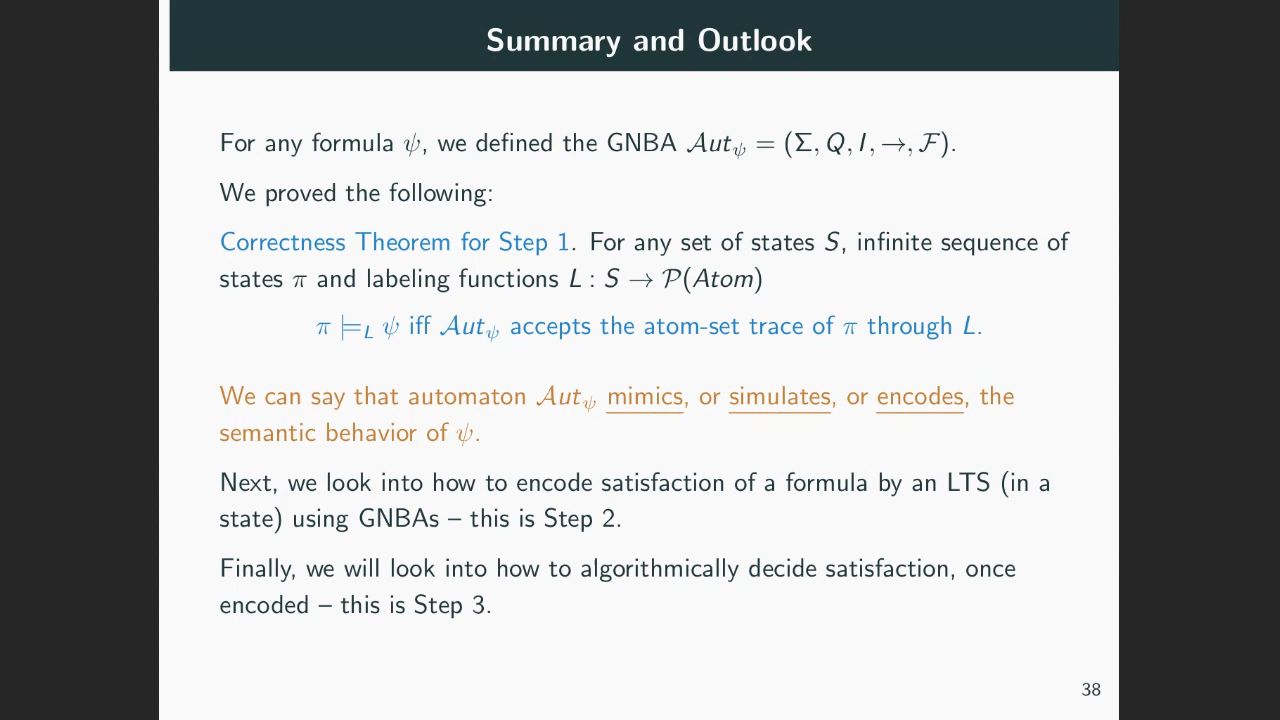 Summary and Outlook
For any formula ψ, we defined the GNBA 𝒜ut_ψ = (Σ, Q, I, →, ℱ).
We proved the following:
Correctness Theorem for Step 1. For any set of states S, infinite sequence of
states π and labeling functions L : S → 𝒫(Atom)
π ⊨_L ψ iff 𝒜ut_ψ accepts the atom-set trace of π through L.
We can say that automaton 𝒜ut_ψ mimics, or simulates, or encodes, the
semantic behavior of ψ.
Next, we look into how to encode satisfaction of a formula by an LTS (in a
state) using GNBAs – this is Step 2.
Finally, we will look into how to algorithmically decide satisfaction, once
encoded – this is Step 3.
38